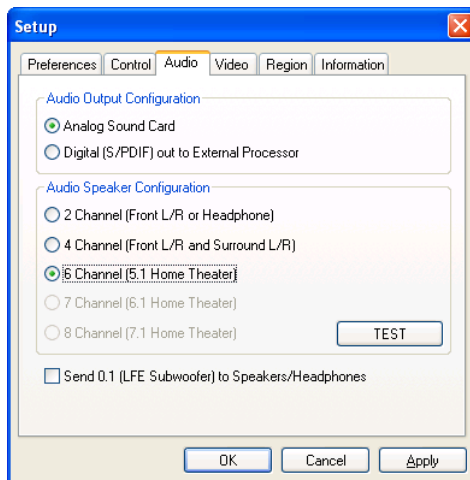 Setup
Preferences Control Audio Video Region Information
Audio Output Configuration
Analog Sound Card
Digital (S/PDIF) out to External Processor
Audio Speaker Configuration
2 Channel (Front L/R or Headphone)
4 Channel (Front L/R and Surround L/R)
6 Channel (5.1 Home Theater)
7 Channel (6.1 Home Theater)
8 Channel (7.1 Home Theater)
TEST
Send 0.1 (LFE Subwoofer) to Speakers/Headphones
OK Cancel Apply